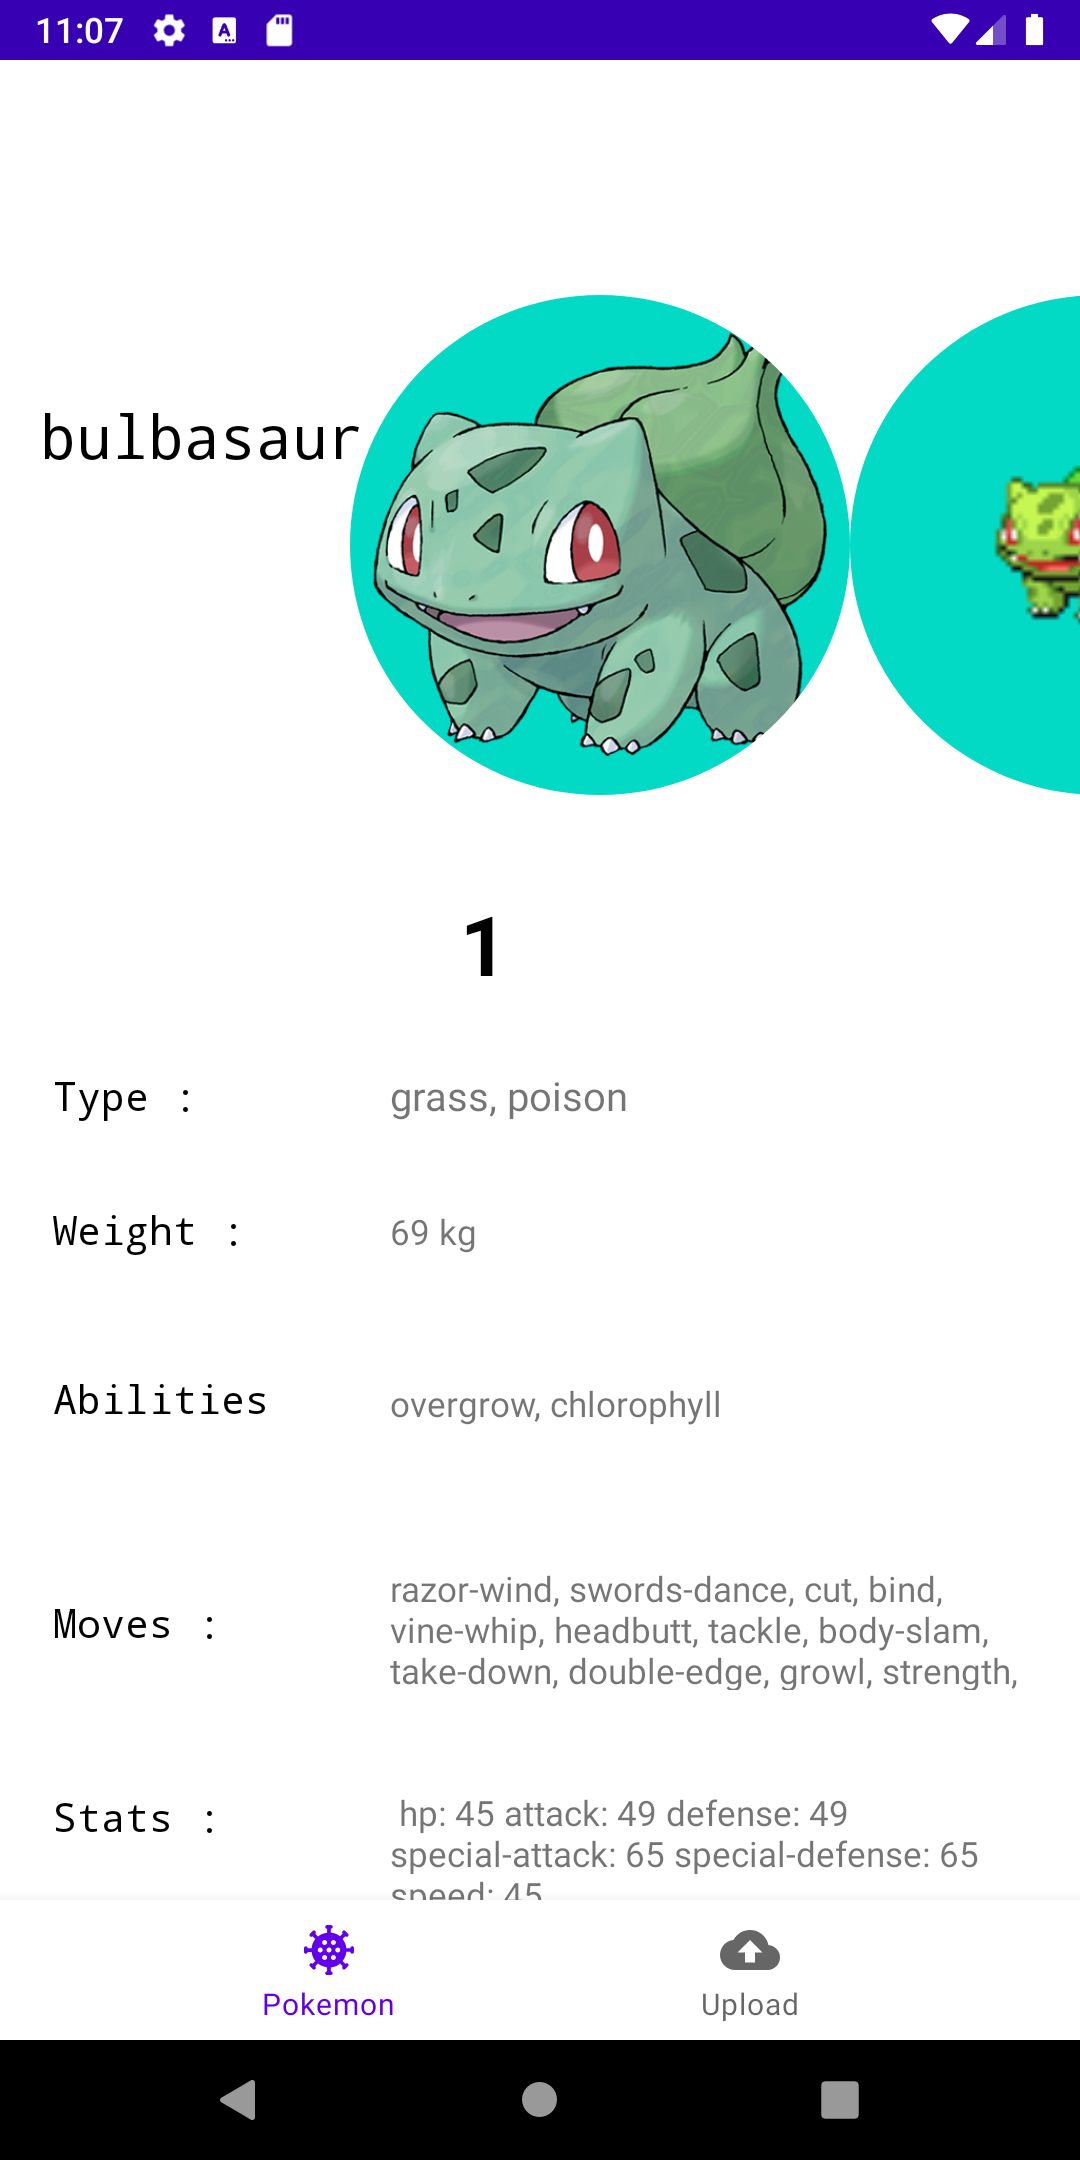 11:07
bulbasaur
1
Type : grass, poison
Weight : 69 kg
Abilities overgrow, chlorophyll
Moves : razor-wind, swords-dance, cut, bind,
vine-whip, headbutt, tackle, body-slam,
take-down, double-edge, growl, strength,
Stats : hp: 45 attack: 49 defense: 49
special-attack: 65 special-defense: 65
speed: 45
Pokemon Upload